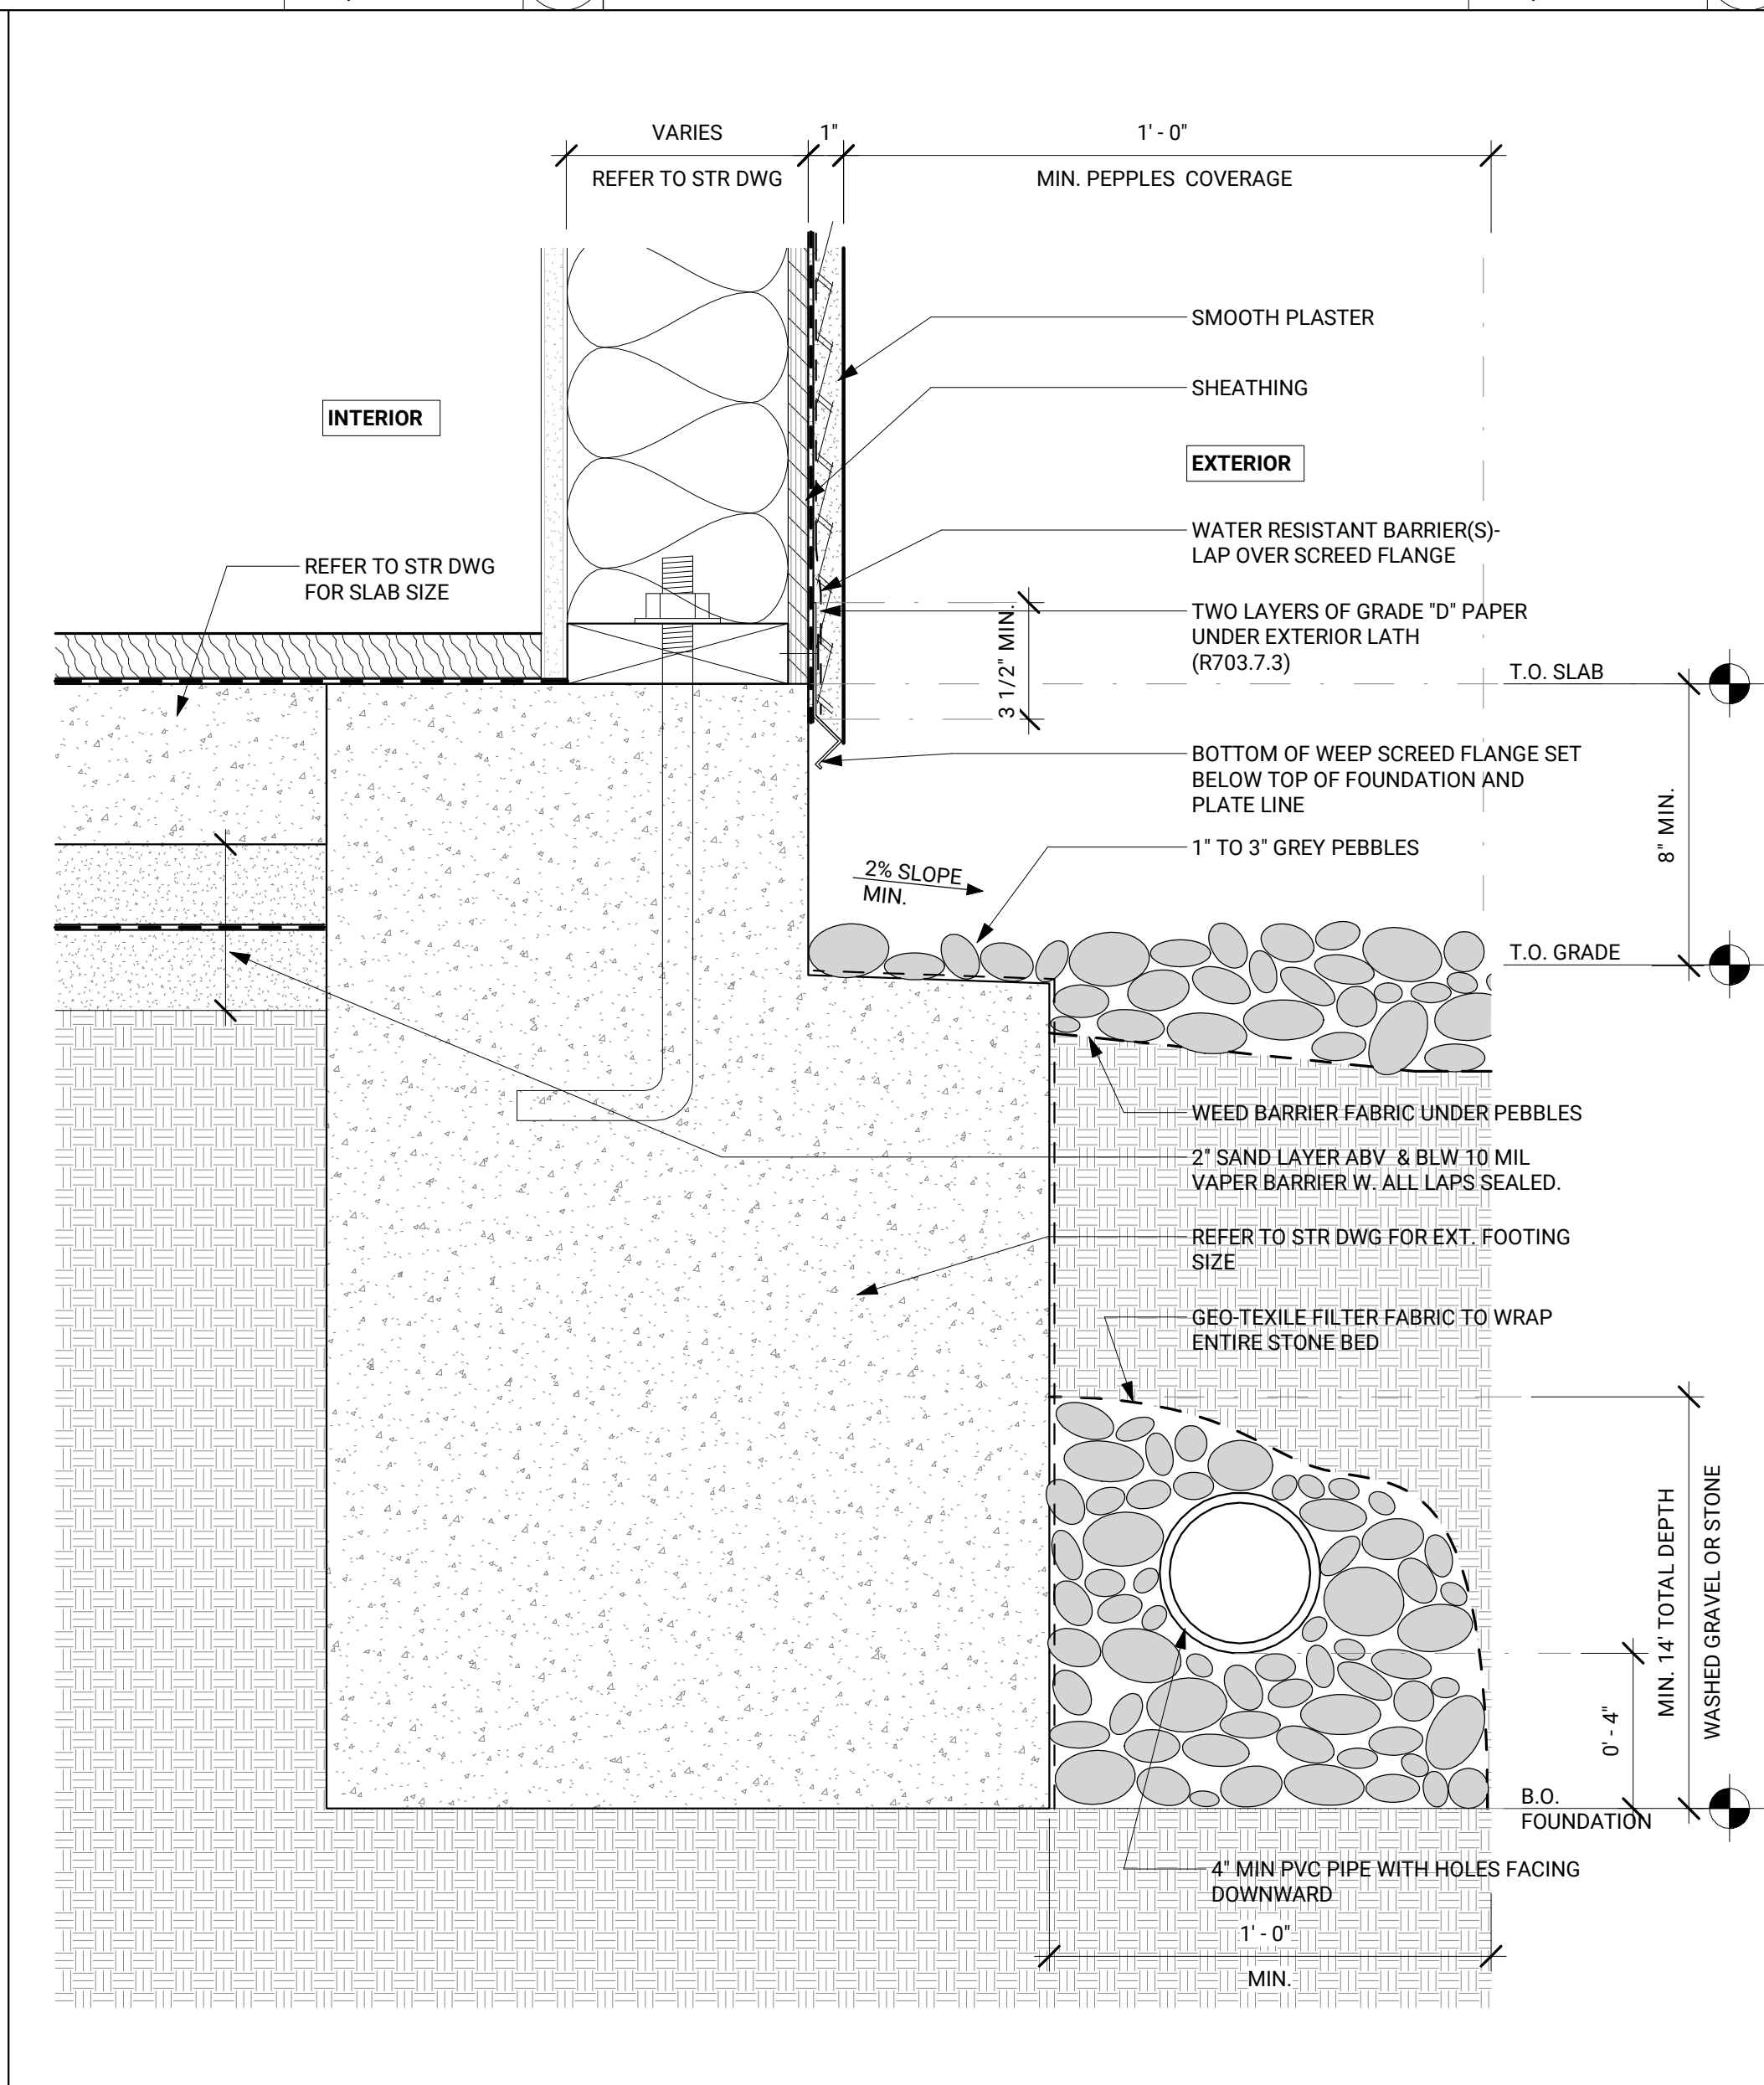 VARIES
1"
1' - 0"
REFER TO STR DWG
MIN. PEPPLES COVERAGE
SMOOTH PLASTER
SHEATHING
INTERIOR
EXTERIOR
WATER RESISTANT BARRIER(S)-
LAP OVER SCREED FLANGE
REFER TO STR DWG
FOR SLAB SIZE
3 1/2" MIN.
TWO LAYERS OF GRADE "D" PAPER
UNDER EXTERIOR LATH
(R703.7.3)
T.O. SLAB
BOTTOM OF WEEP SCREED FLANGE SET
BELOW TOP OF FOUNDATION AND
PLATE LINE
8" MIN.
1" TO 3" GREY PEBBLES
2% SLOPE
MIN.
T.O. GRADE
WEED BARRIER FABRIC UNDER PEBBLES
2" SAND LAYER ABV & BLW 10 MIL
VAPER BARRIER W. ALL LAPS SEALED.
REFER TO STR DWG FOR EXT. FOOTING
SIZE
GEO-TEXILE FILTER FABRIC TO WRAP
ENTIRE STONE BED
MIN. 14' TOTAL DEPTH
WASHED GRAVEL OR STONE
0' - 4"
B.O.
FOUNDATION
4" MIN PVC PIPE WITH HOLES FACING
DOWNWARD
1' - 0"
MIN.